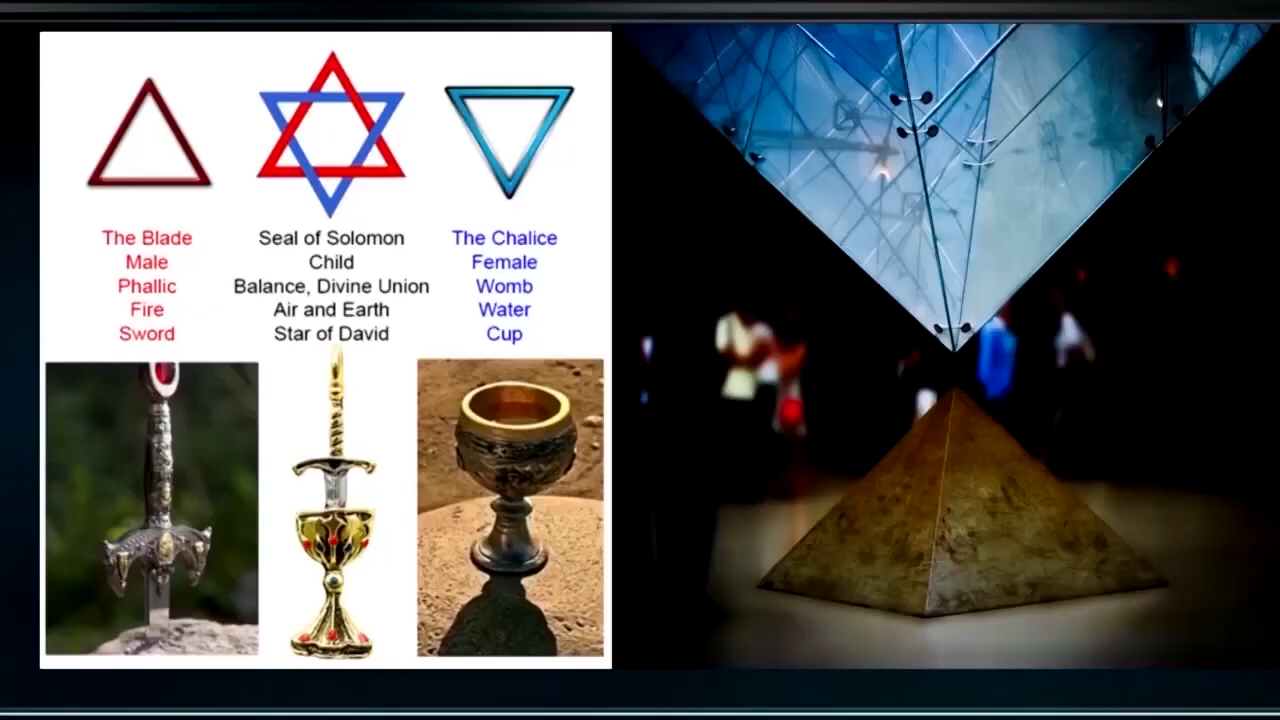 The Blade
Male
Phallic
Fire
Sword
Seal of Solomon
Child
Balance, Divine Union
Air and Earth
Star of David
The Chalice
Female
Womb
Water
Cup